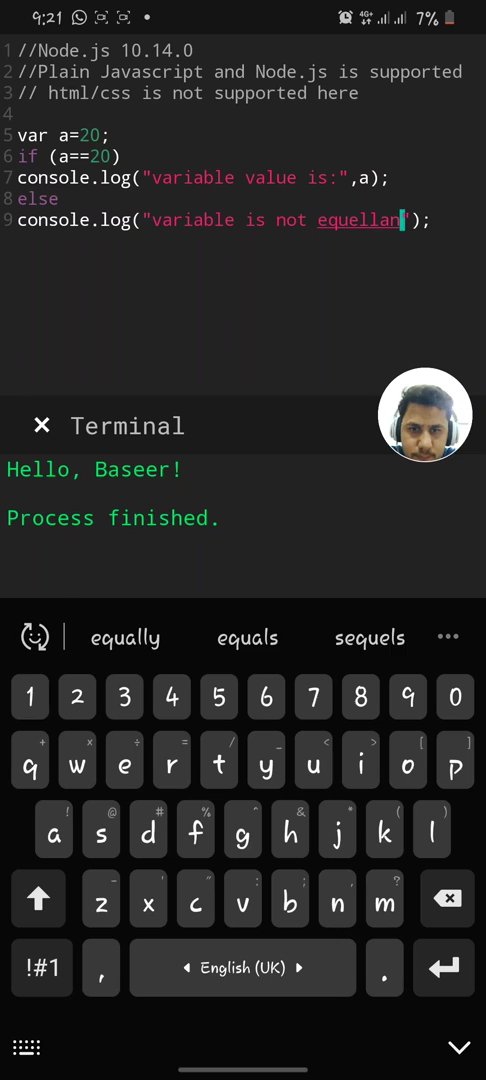 9:21 4G+ 7%
1 //Node.js 10.14.0
2 //Plain Javascript and Node.js is supported
3 // html/css is not supported here
4
5 var a=20;
6 if (a==20)
7 console.log("variable value is:",a);
8 else
9 console.log("variable is not equellan");
× Terminal
Hello, Baseer!
Process finished.
equally equals sequels •••
1 2 3 4 5 6 7 8 9 0
+ × ÷ = / _ < > [ ]
q w e r t y u i o p
! @ # % ^ & * ( )
a s d f g h j k l
- ' " : ; , ?
z x c v b n m
!#1 , ◂ English (UK) ▸ .